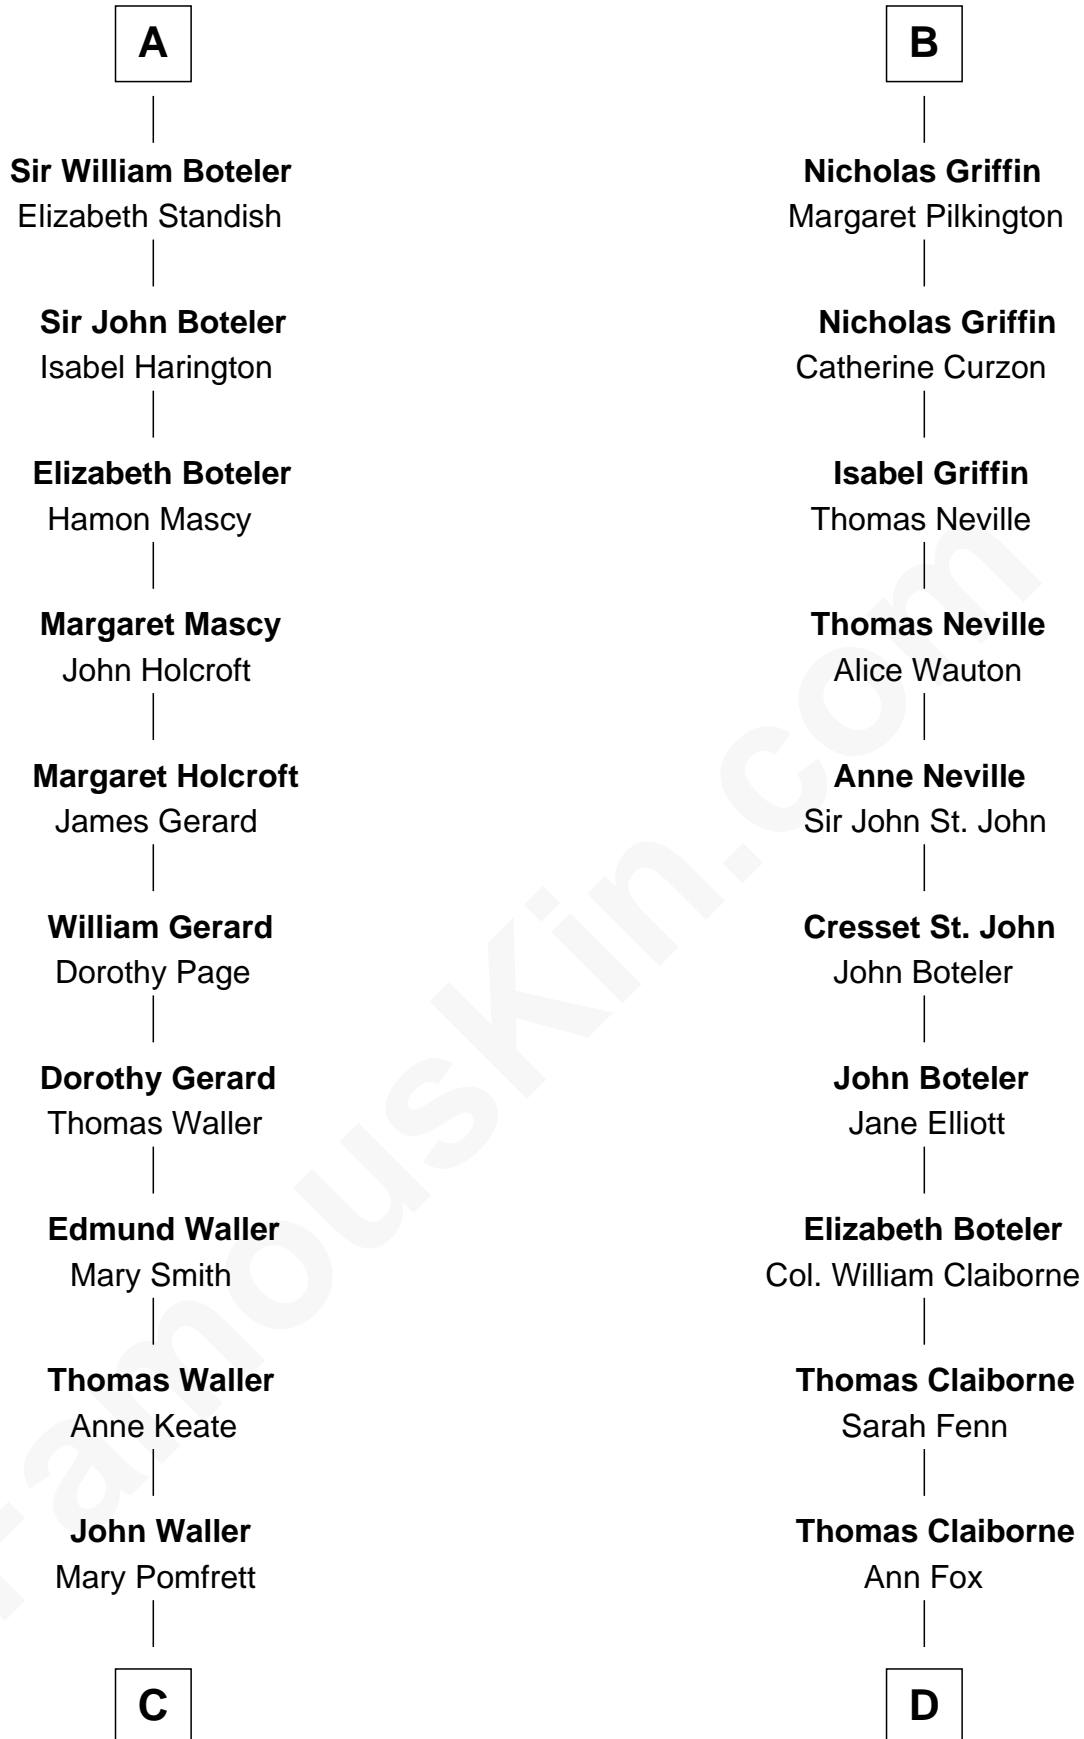 A
Sir William Boteler
Elizabeth Standish
Sir John Boteler
Isabel Harington
Elizabeth Boteler
Hamon Mascy
Margaret Mascy
John Holcroft
Margaret Holcroft
James Gerard
William Gerard
Dorothy Page
Dorothy Gerard
Thomas Waller
Edmund Waller
Mary Smith
Thomas Waller
Anne Keate
John Waller
Mary Pomfrett
C
B
Nicholas Griffin
Margaret Pilkington
Nicholas Griffin
Catherine Curzon
Isabel Griffin
Thomas Neville
Thomas Neville
Alice Wauton
Anne Neville
Sir John St. John
Cresset St. John
John Boteler
John Boteler
Jane Elliott
Elizabeth Boteler
Col. William Claiborne
Thomas Claiborne
Sarah Fenn
Thomas Claiborne
Ann Fox
D
FamousKin.com